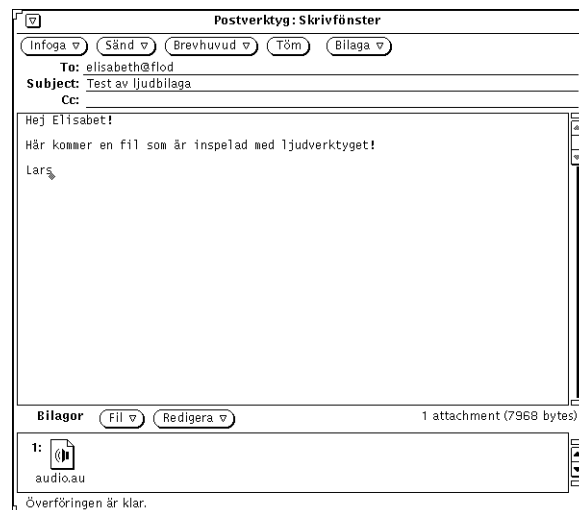 Postverktyg: Skrivfönster
Infoga Sänd Brevhuvud Töm Bilaga
To: elisabeth@flod
Subject: Test av ljudbilaga
Cc:
Hej Elisabet!
Här kommer en fil som är inspelad med ljudverktyget!
Lars
Bilagor Fil Redigera 1 attachment (7968 bytes)
1:
audio.au
Överföringen är klar.